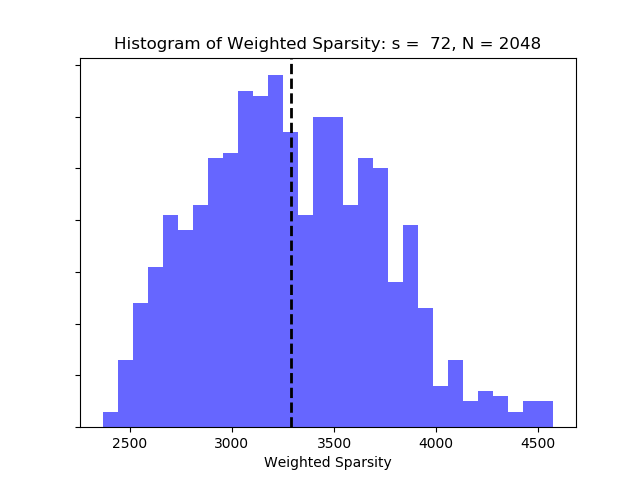 Histogram of Weighted Sparsity: s =  72, N = 2048
2500 3000 3500 4000 4500
Weighted Sparsity